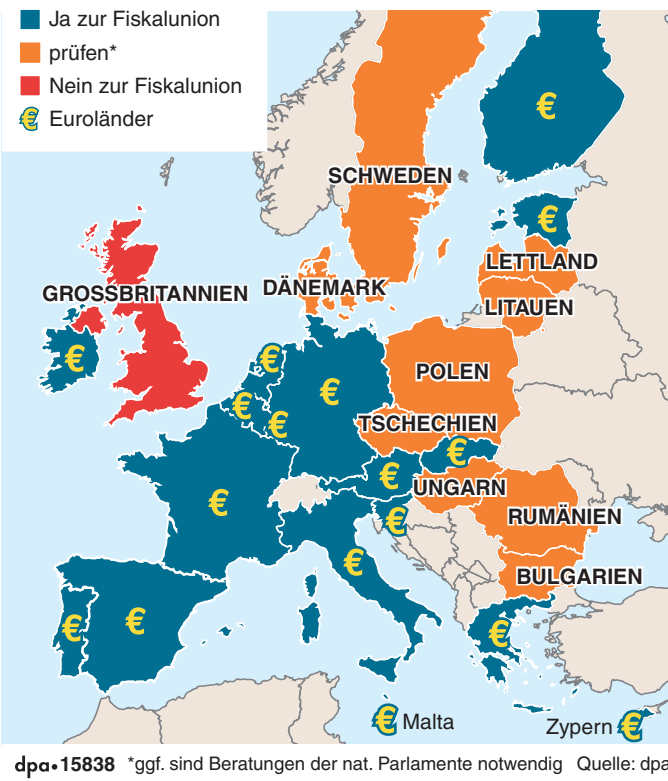 Ja zur Fiskalunion
prüfen*
Nein zur Fiskalunion
€ Euroländer
€
SCHWEDEN
€
LETTLAND
GROSSBRITANNIEN
DÄNEMARK
LITAUEN
€
€
€
POLEN
€
€
TSCHECHIEN
€
€
UNGARN
€
RUMÄNIEN
€
€
BULGARIEN
€
€
€
€ Malta
Zypern €
dpa•15838 *ggf. sind Beratungen der nat. Parlamente notwendig Quelle: dpa